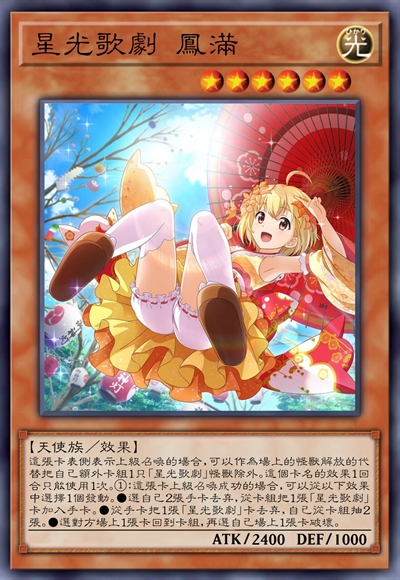 星光歌劇 鳳滿
光
【天使族／效果】
這張卡表側表示上級召喚的場合，可以作為場上的怪獸解放的代
替把自己額外卡組1只「星光歌劇」怪獸除外。這個卡名的效果1回
合只能使用1次。①：這張卡上級召喚成功的場合，可以從以下效果
中選擇1個發動。●選自己2張手卡去弃，從卡組把1張「星光歌劇」
卡加入手卡。●從手卡把1張「星光歌劇」卡去弃，自己從卡組抽2
張。●選對方場上1張卡回到卡組，再選自己場上1張卡破壞。
ATK/2400 DEF/1000